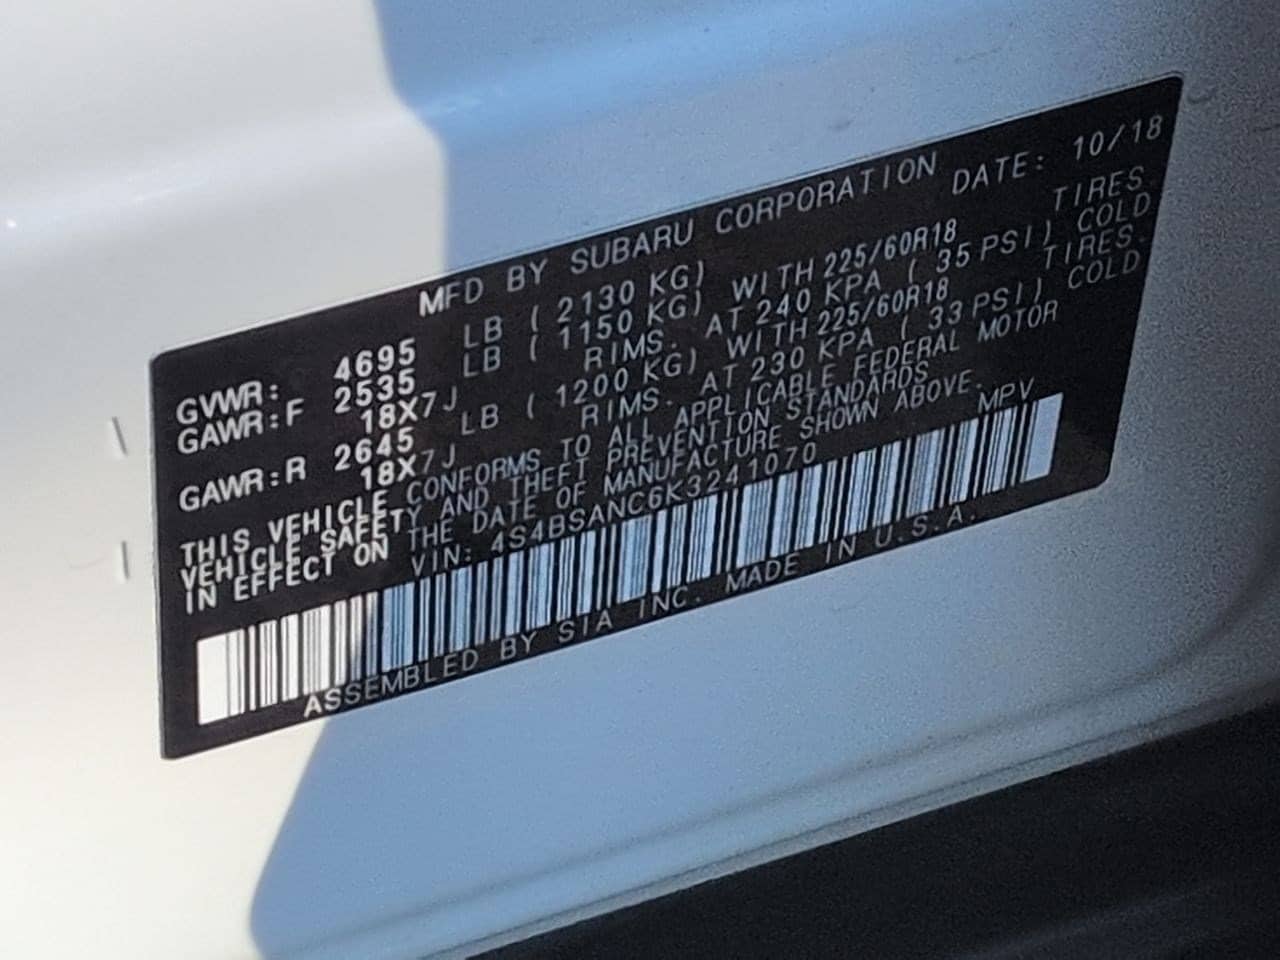 MFD BY SUBARU CORPORATION DATE: 10/18
GVWR: 4695 LB ( 2130 KG)
GAWR:F 2535 LB ( 1150 KG) WITH 225/60R18 TIRES.
18X7J RIMS. AT 240 KPA ( 35 PSI) COLD
GAWR:R 2645 LB ( 1200 KG) WITH 225/60R18 TIRES.
18X7J RIMS. AT 230 KPA ( 33 PSI) COLD
THIS VEHICLE CONFORMS TO ALL APPLICABLE FEDERAL MOTOR
VEHICLE SAFETY AND THEFT PREVENTION STANDARDS
IN EFFECT ON THE DATE OF MANUFACTURE SHOWN ABOVE.
VIN: 4S4BSANC6K3241070 MPV
ASSEMBLED BY SIA INC. MADE IN U.S.A.